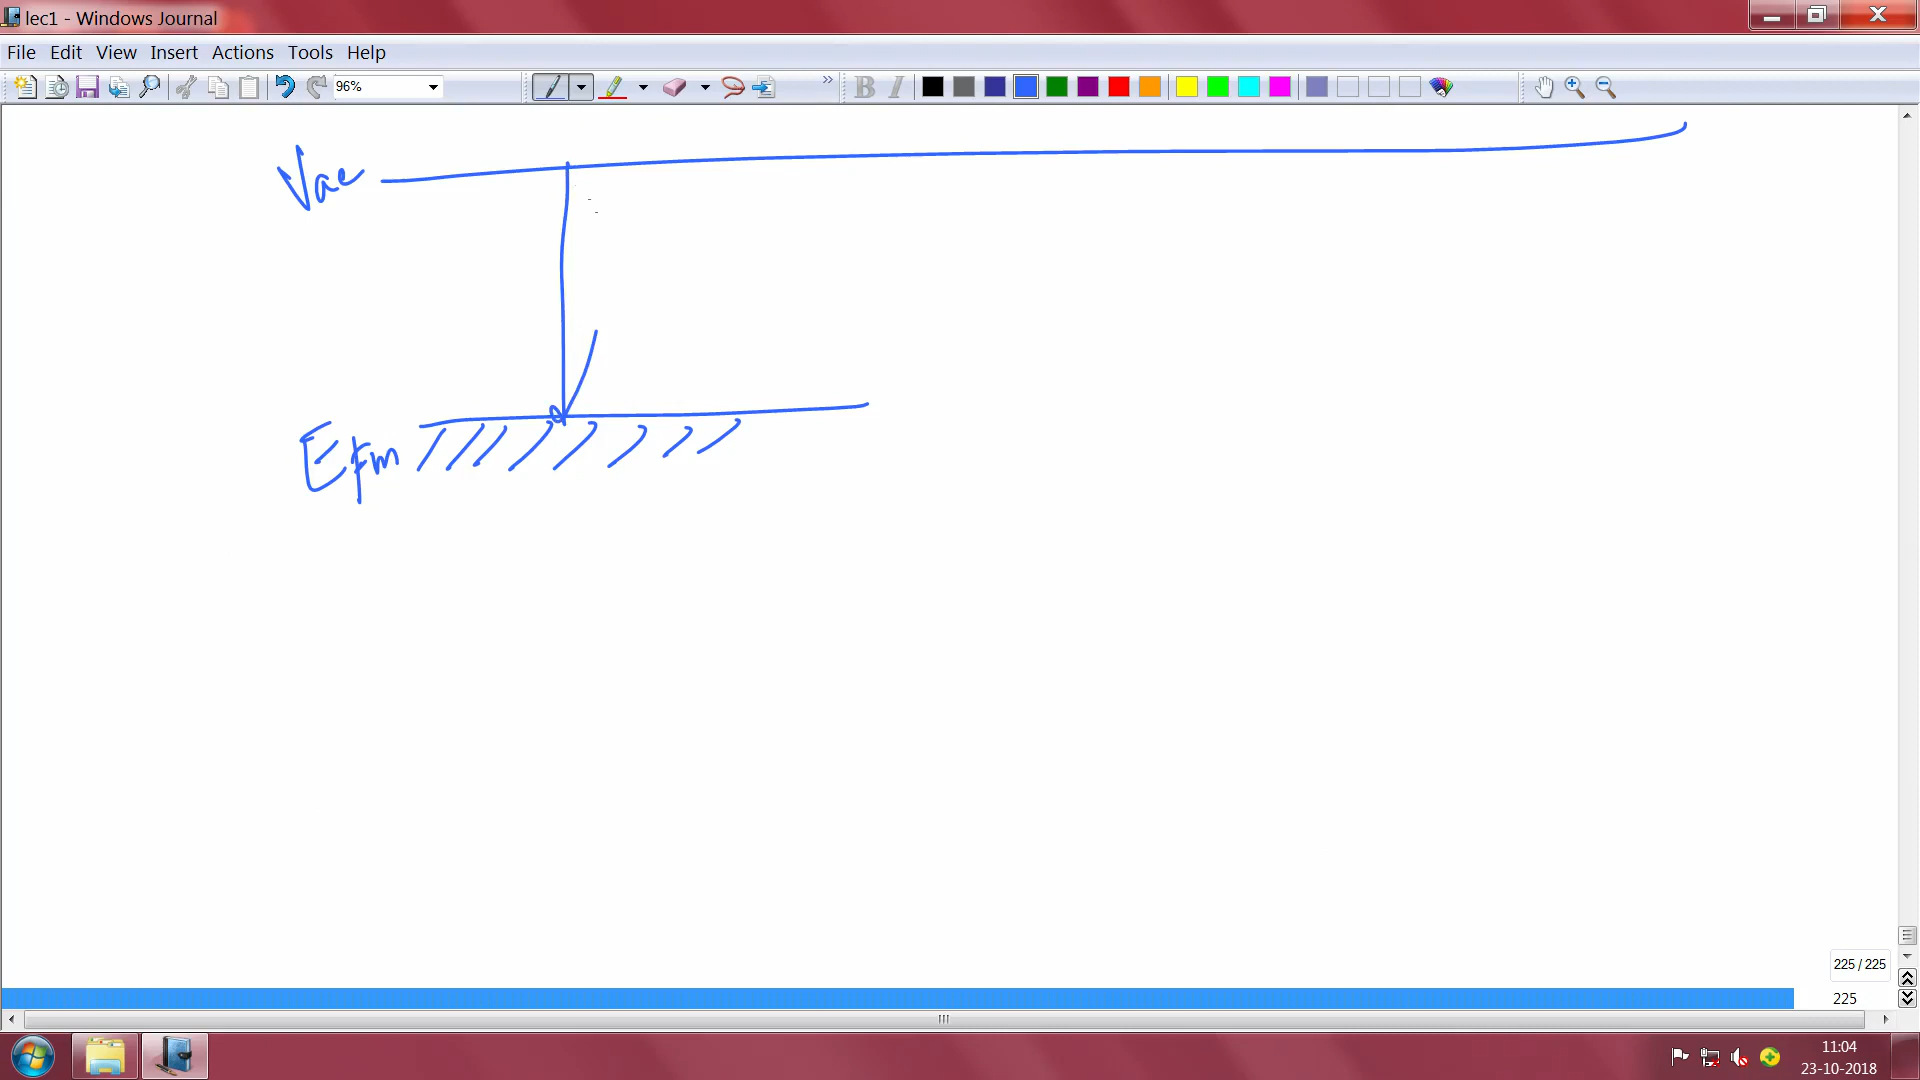 lec1 - Windows Journal
File Edit View Insert Actions Tools Help
96%
B I
Vac
Efm
225 / 225
225
11:04
23-10-2018